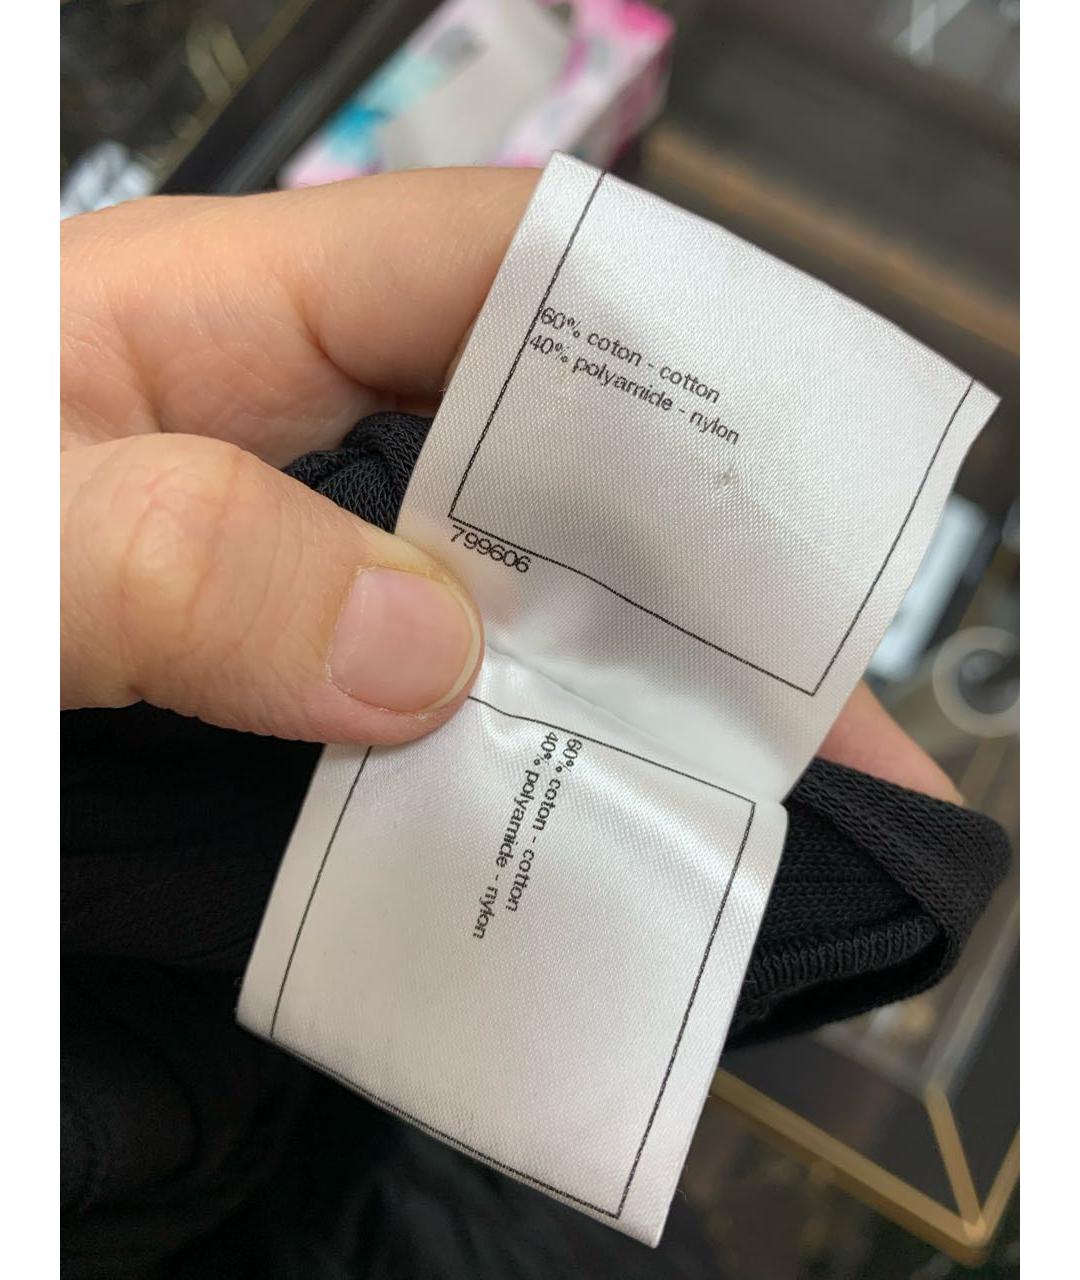 60% coton - cotton
40% polyamide - nylon
799606
60% coton - cotton
40% polyamide - nylon